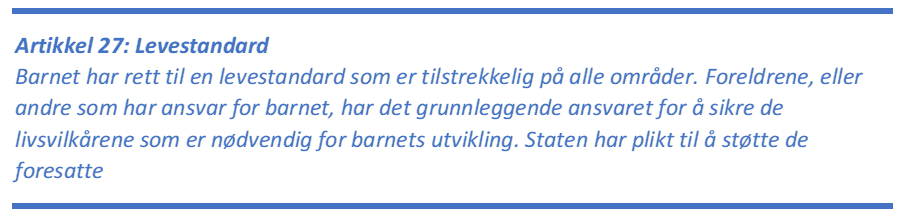 Artikkel 27: Levestandard
Barnet har rett til en levestandard som er tilstrekkelig på alle områder. Foreldrene, eller
andre som har ansvar for barnet, har det grunnleggende ansvaret for å sikre de
livsvilkårene som er nødvendig for barnets utvikling. Staten har plikt til å støtte de
foresatte